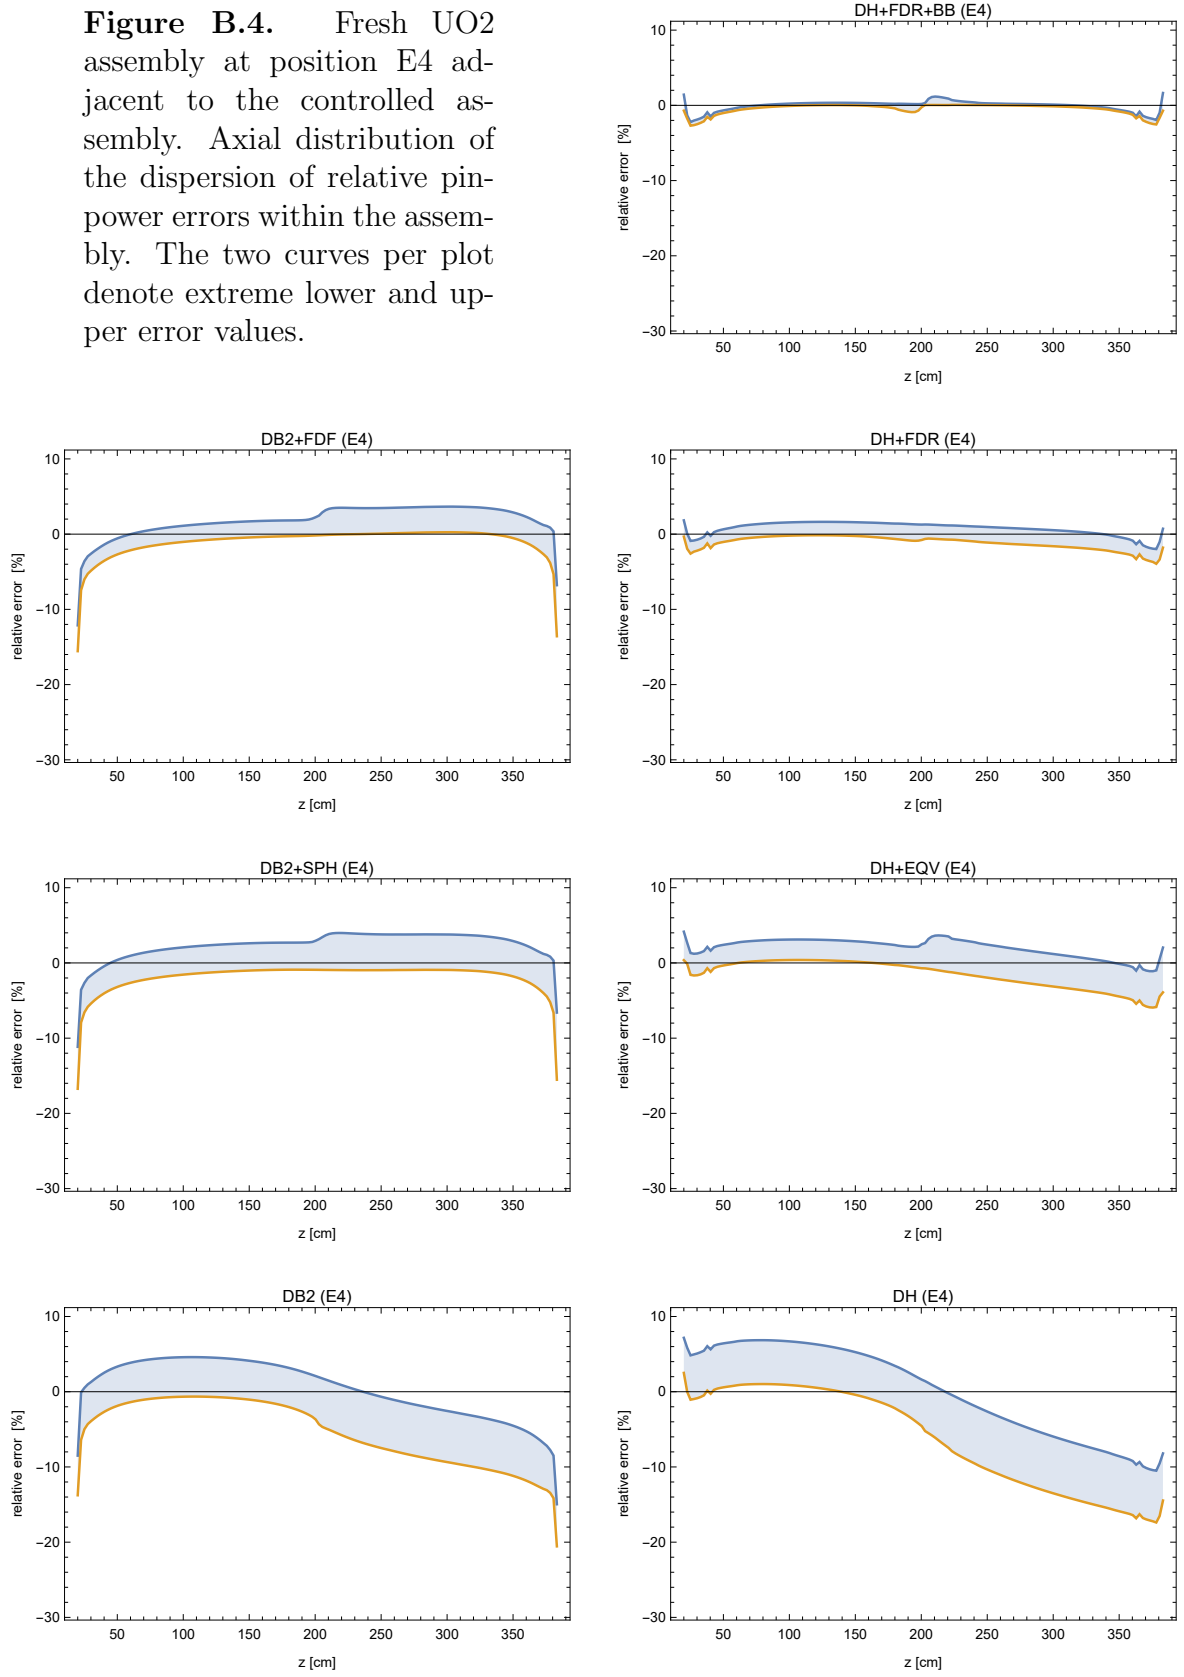 Figure B.4. Fresh UO2
assembly at position E4 ad-
jacent to the controlled as-
sembly. Axial distribution of
the dispersion of relative pin-
power errors within the assem-
bly. The two curves per plot
denote extreme lower and up-
per error values.
DH+FDR+BB (E4)
relative error [%]
10
0
−10
−20
−30
50 100 150 200 250 300 350
z [cm]
DB2+FDF (E4)
relative error [%]
10
0
−10
−20
−30
50 100 150 200 250 300 350
z [cm]
DH+FDR (E4)
relative error [%]
10
0
−10
−20
−30
50 100 150 200 250 300 350
z [cm]
DB2+SPH (E4)
relative error [%]
10
0
−10
−20
−30
50 100 150 200 250 300 350
z [cm]
DH+EQV (E4)
relative error [%]
10
0
−10
−20
−30
50 100 150 200 250 300 350
z [cm]
DB2 (E4)
relative error [%]
10
0
−10
−20
−30
50 100 150 200 250 300 350
z [cm]
DH (E4)
relative error [%]
10
0
−10
−20
−30
50 100 150 200 250 300 350
z [cm]